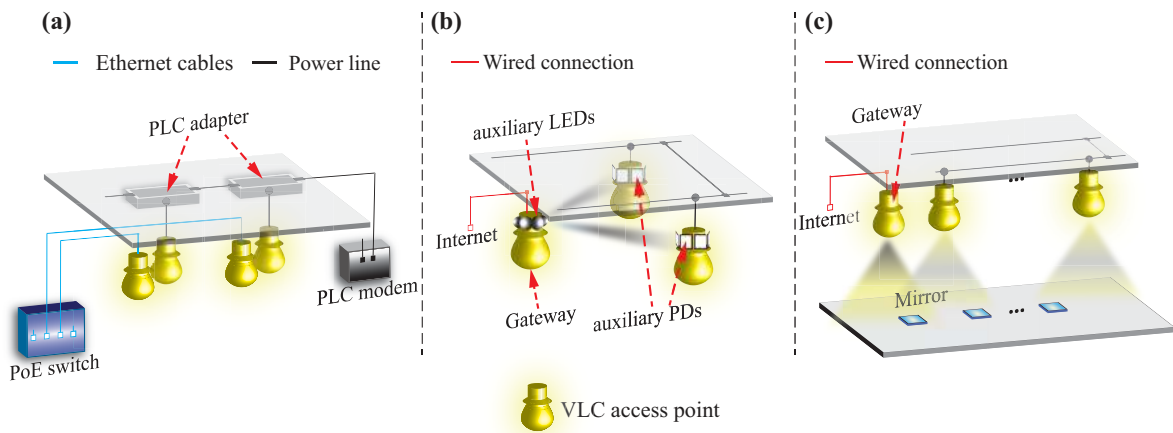 (a)
Ethernet cables
Power line
PLC adapter
PLC modem
PoE switch
(b)
Wired connection
auxiliary LEDs
Internet
Gateway
auxiliary PDs
(c)
Wired connection
Gateway
Internet
...
Mirror
...
VLC access point